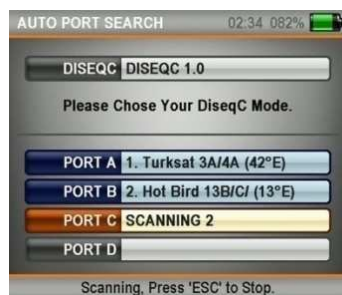 AUTO PORT SEARCH 02:34 082%
DISEQC DISEQC 1.0
Please Chose Your DiseqC Mode.
PORT A 1. Turksat 3A/4A (42°E)
PORT B 2. Hot Bird 13B/C/ (13°E)
PORT C SCANNING 2
PORT D
Scanning, Press 'ESC' to Stop.